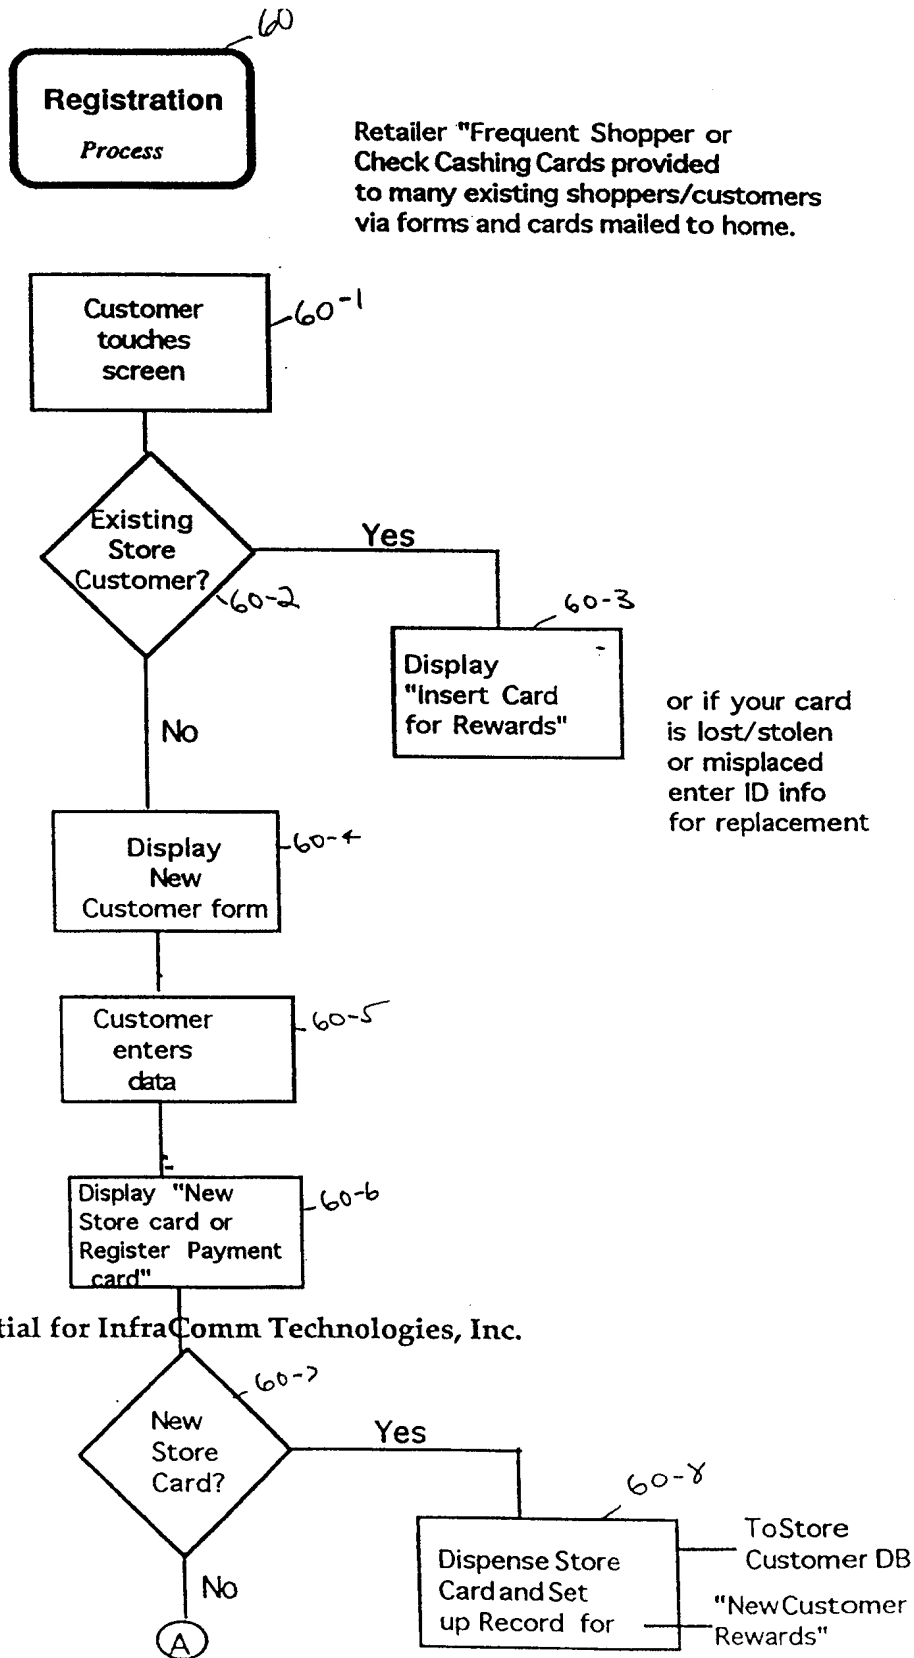 60
Registration
Process
Retailer "Frequent Shopper or
Check Cashing Cards provided
to many existing shoppers/customers
via forms and cards mailed to home.
Customer
touches
screen
60-1
Existing
Store
Customer?
60-2
Yes
60-3
Display
"Insert Card
for Rewards"
or if your card
is lost/stolen
or misplaced
enter ID info
for replacement
No
Display
New
Customer form
60-4
Customer
enters
data
60-5
Display "New
Store card or
Register Payment
card"
60-6
tial for InfraComm Technologies, Inc.
60-7
New
Store
Card?
Yes
60-8
Dispense Store
Card and Set
up Record for
To Store
Customer DB
"New Customer
Rewards"
No
A